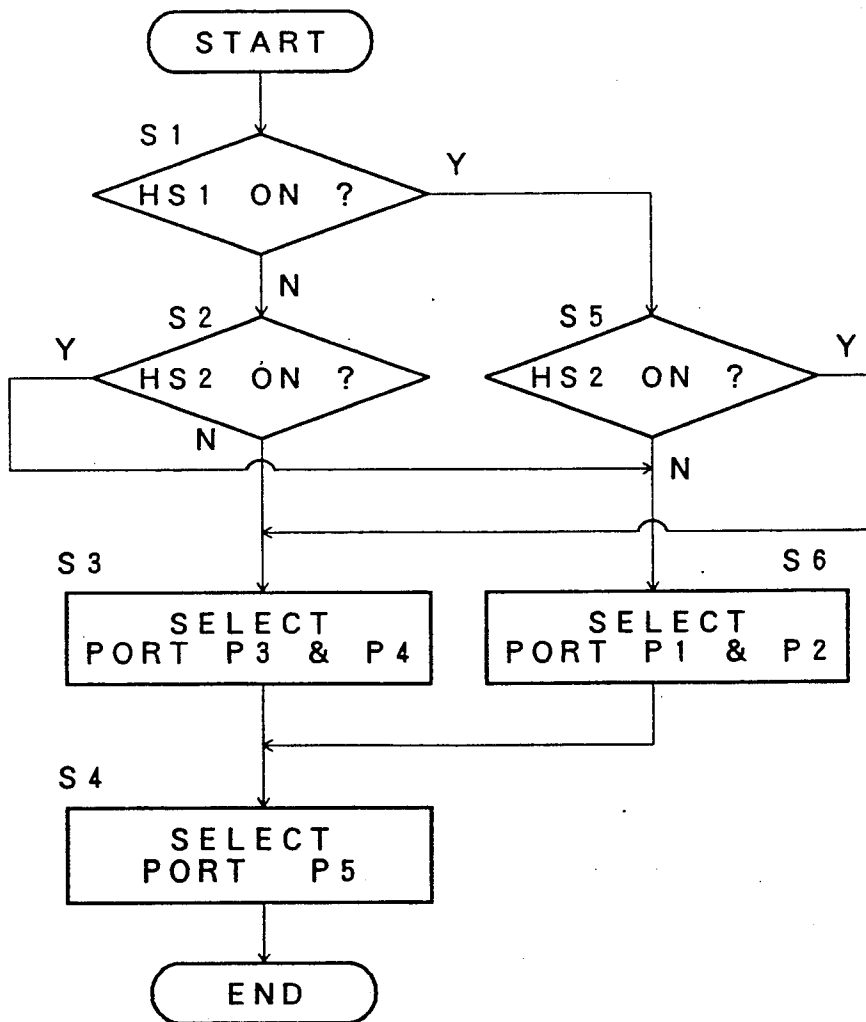 START
S1
HS1 ON ?
Y
N
S2
Y
HS2 ON ?
N
S5
HS2 ON ?
Y
N
S3
SELECT
PORT P3 & P4
S6
SELECT
PORT P1 & P2
S4
SELECT
PORT P5
END